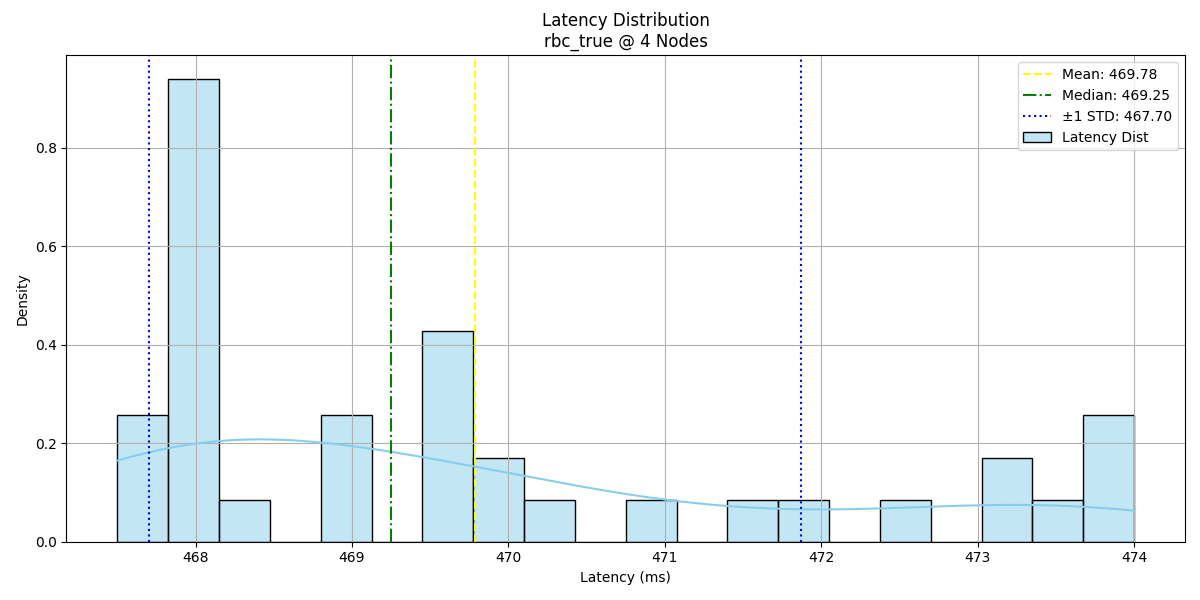 Latency Distribution
rbc_true @ 4 Nodes
Mean: 469.78
Median: 469.25
±1 STD: 467.70
Latency Dist
Density
0.8
0.6
0.4
0.2
0.0
468 469 470 471 472 473 474
Latency (ms)